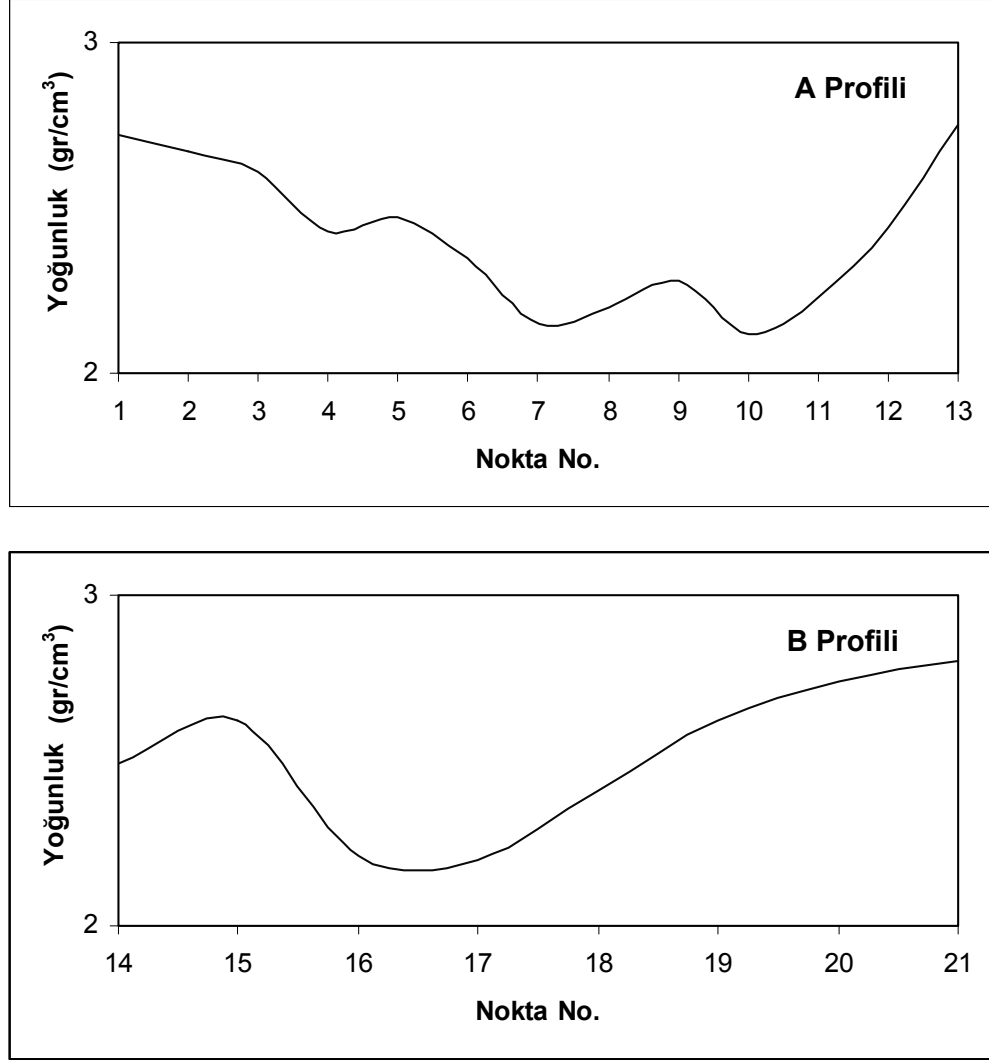 3
A Profili
Yoğunluk (gr/cm³)
2
1 2 3 4 5 6 7 8 9 10 11 12 13
Nokta No.
3
B Profili
Yoğunluk (gr/cm³)
2
14 15 16 17 18 19 20 21
Nokta No.